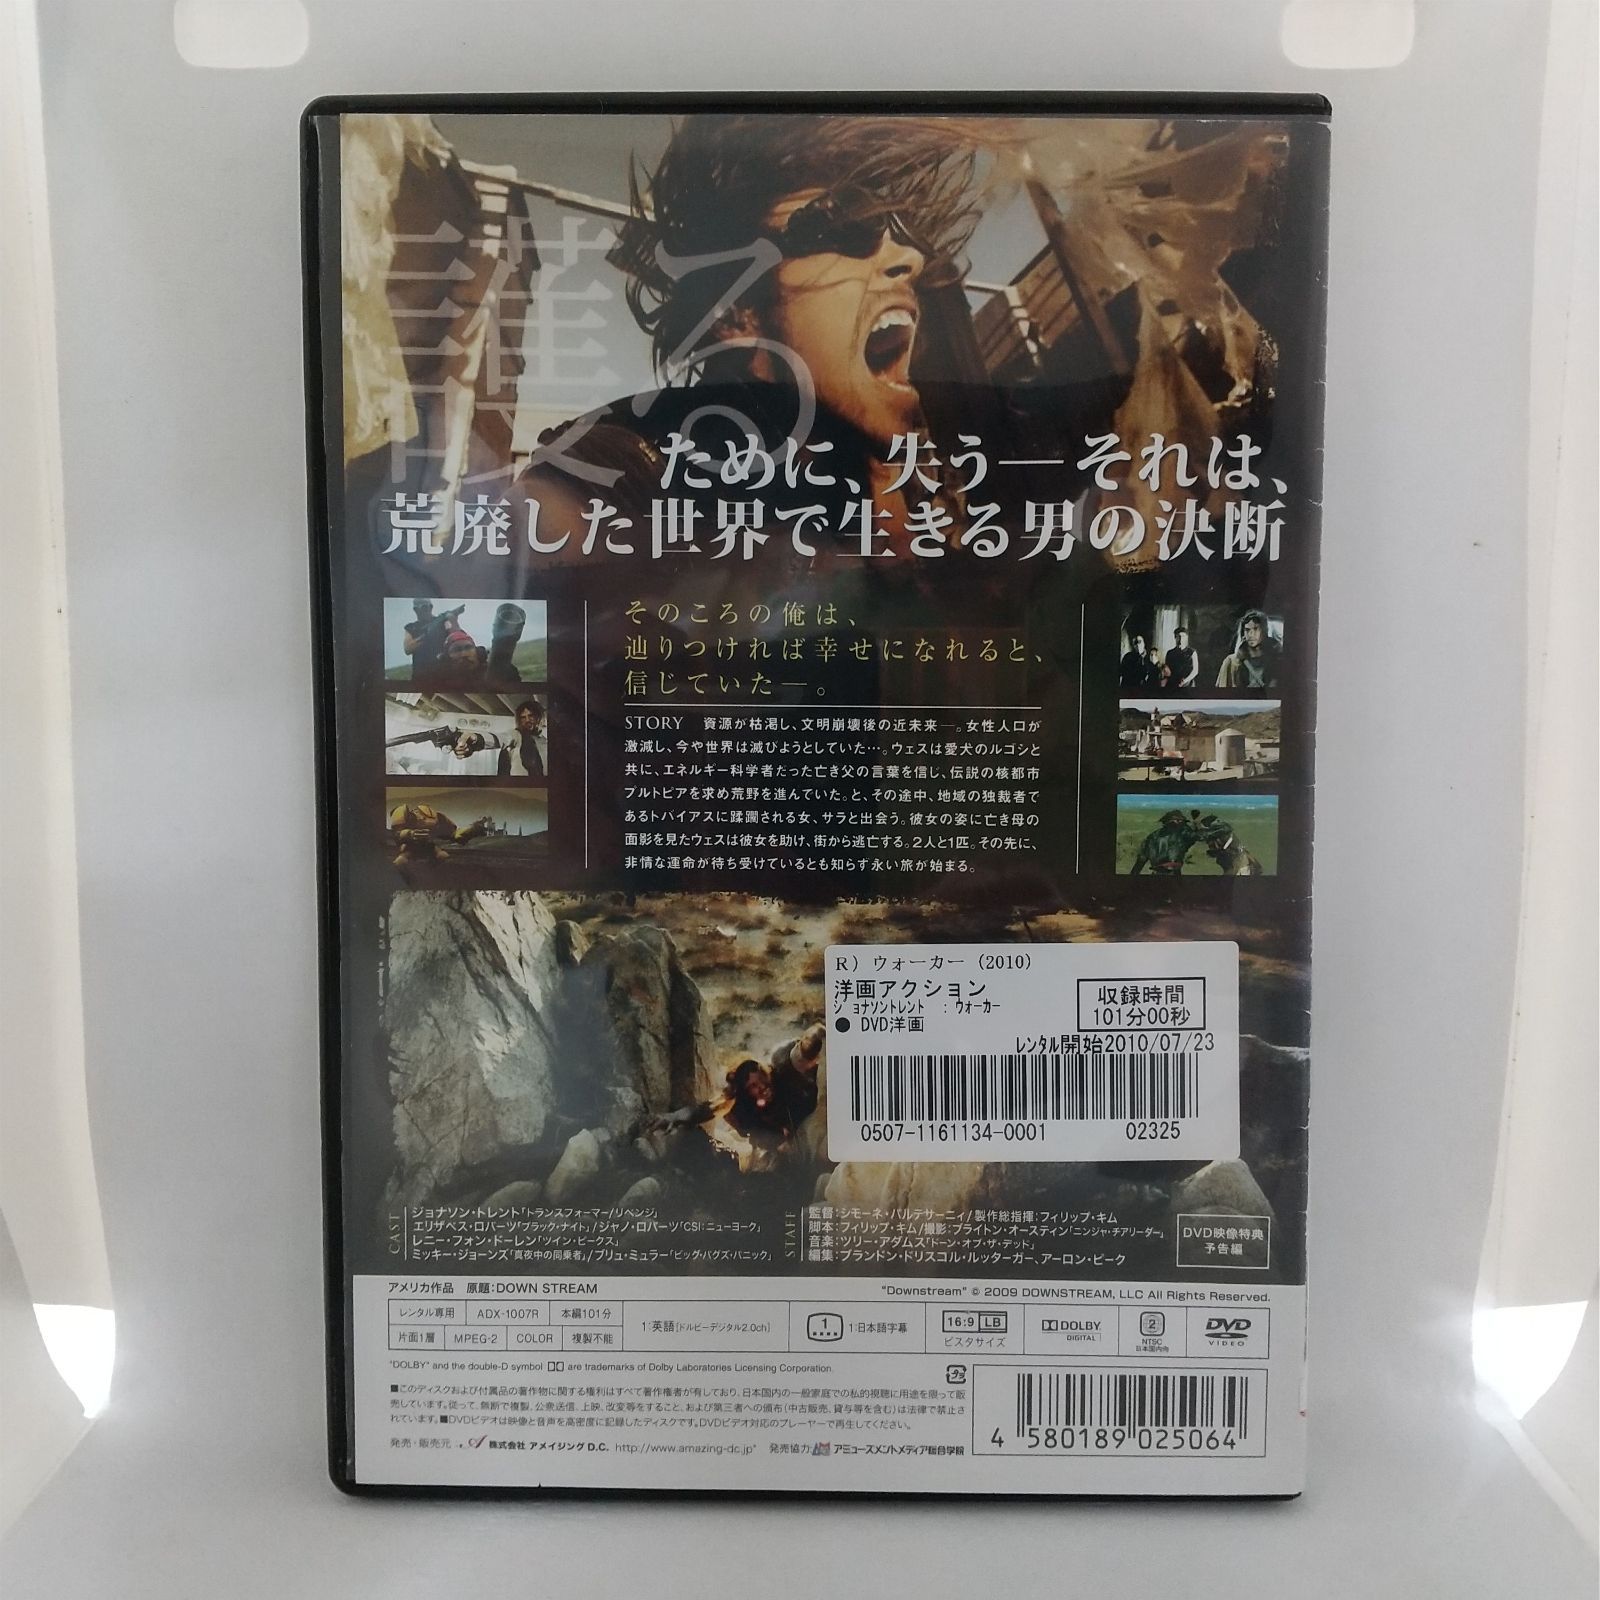 護る
ために、失う―それは、
荒廃した世界で生きる男の決断
そのころの俺は、
辿りつければ幸せになれると、
信じていた―。
STORY 資源が枯渇し、文明崩壊後の近未来―。女性人口が
激減し、今や世界は滅びようとしていた…。ウェスは愛犬のルゴシと
共に、エネルギー科学者だった亡き父の言葉を信じ、伝説の核都市
プルトピアを求め荒野を進んでいた。と、その途中、地域の独裁者で
あるトバイアスに蹂躙される女、サラと出会う。彼女の姿に亡き母の
面影を見たウェスは彼女を助け、街から逃亡する。2人と1匹。その先に、
非情な運命が待ち受けているとも知らず永い旅が始まる。
R) ウォーカー (2010)
洋画アクション
ジョナソントレント : ウォーカー
● DVD洋画
収録時間
101分00秒
レンタル開始2010/07/23
0507-1161134-0001 02325
CAST
ジョナソン・トレント「トランスフォーマー/リベンジ」
エリザベス・ロバーツ「ブラック・ナイト」/ジャノ・ロバーツ「CSI:ニューヨーク」
レニー・フォン・ドーレン「ツイン・ピークス」
ミッキー・ジョーンズ「真夜中の同乗者」/ブリュ・ミュラー「ビッグ・バグズ・パニック」
STAFF
監督:シモーネ・バルデサーニィ/製作総指揮:フィリップ・キム
脚本:フィリップ・キム/撮影:ブライトン・オースティン「ニンジャ・チアリーダー」
音楽:ツリー・アダムス「ドーン・オブ・ザ・デッド」
編集:ブランドン・ドリスコル・ルッターガー、アーロン・ピーク
DVD映像特典
予告編
アメリカ作品 原題:DOWN STREAM
"Downstream" © 2009 DOWNSTREAM, LLC All Rights Reserved.
レンタル専用 ADX-1007R 本編101分
片面1層 MPEG-2 COLOR 複製不能
1:英語[ドルビーデジタル2.0ch]
1 1:日本語字幕
16:9 LB
ビスタサイズ
DOLBY
DIGITAL
2
NTSC
日本国内向
DVD
VIDEO
"DOLBY" and the double-D symbol are trademarks of Dolby Laboratories Licensing Corporation.
プラ
■このディスクおよび付属品の著作物に関する権利はすべて著作権者が有しており、日本国内の一般家庭での私的視聴に用途を限って販
売しています。従って、無断で複製、公衆送信、上映、改変等をすること、および第三者への頒布(中古販売、貸与等を含む)は法律で禁止さ
れています。■DVDビデオは映像と音声を高密度に記録したディスクです。DVDビデオ対応のプレーヤーで再生してください。
発売・販売元 株式会社 アメイジングD.C. http://www.amazing-dc.jp 発売協力 アミューズメントメディア総合学院
4 580189 025064